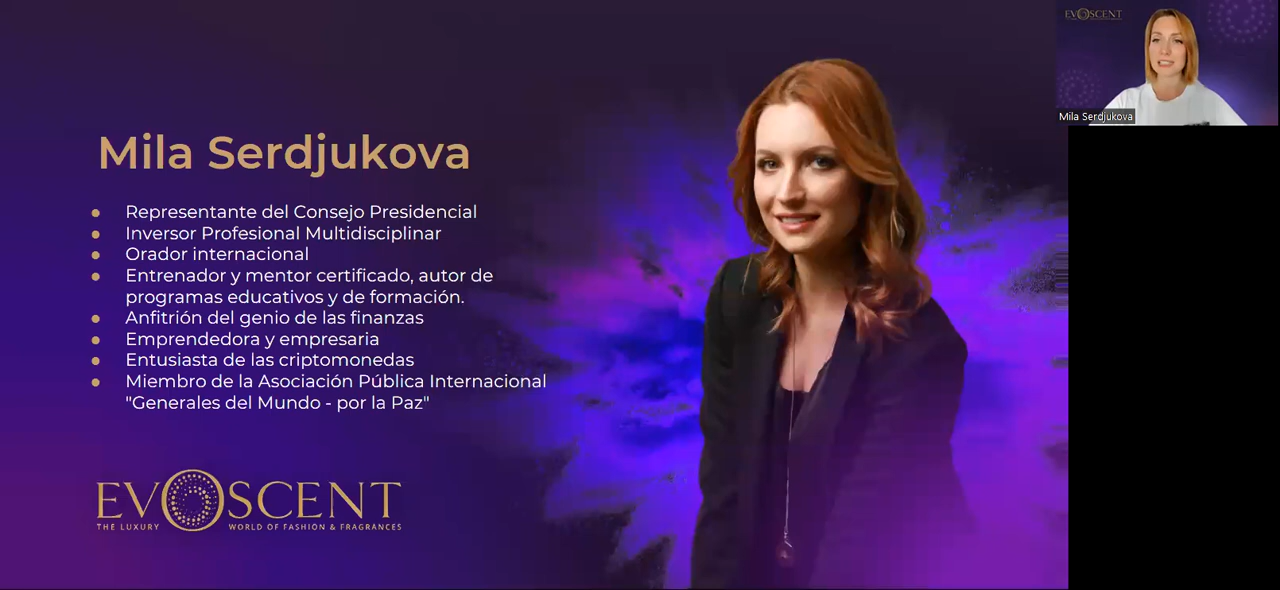 Mila Serdjukova
● Representante del Consejo Presidencial
● Inversor Profesional Multidisciplinar
● Orador internacional
● Entrenador y mentor certificado, autor de
programas educativos y de formación.
● Anfitrión del genio de las finanzas
● Emprendedora y empresaria
● Entusiasta de las criptomonedas
● Miembro de la Asociación Pública Internacional
"Generales del Mundo - por la Paz"
EVOSCENT
THE LUXURY WORLD OF FASHION & FRAGRANCES
EVOSCENT
Mila Serdjukova